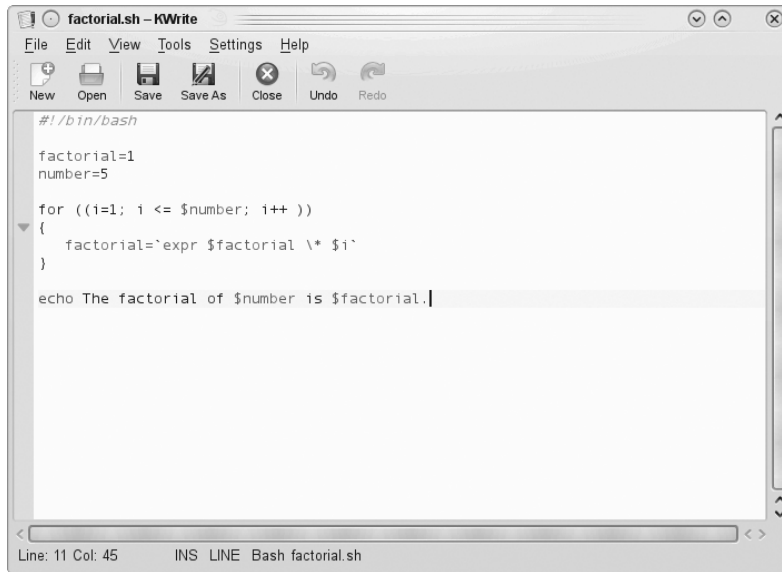 factorial.sh – KWrite
File Edit View Tools Settings Help
New Open Save Save As Close Undo Redo
#!/bin/bash
factorial=1
number=5
for ((i=1; i <= $number; i++ ))
{
factorial=`expr $factorial \* $i`
}
echo The factorial of $number is $factorial.
Line: 11 Col: 45 INS LINE Bash factorial.sh